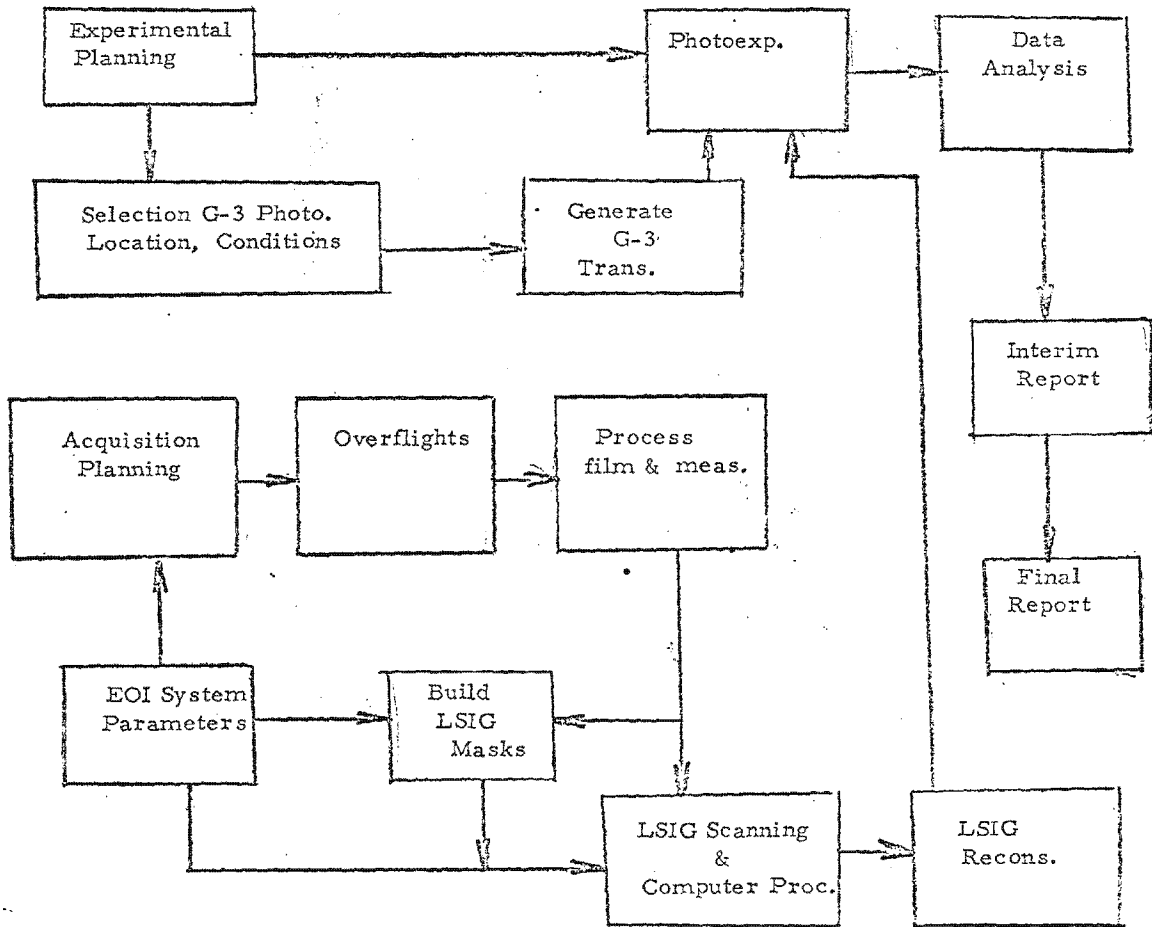 Experimental
Planning
Photoexp.
Data
Analysis
Selection G-3 Photo.
Location, Conditions
Generate
G-3
Trans.
Interim
Report
Acquisition
Planning
Overflights
Process
film & meas.
Final
Report
EOI System
Parameters
Build
LSIG
Masks
LSIG Scanning
&
Computer Proc.
LSIG
Recons.